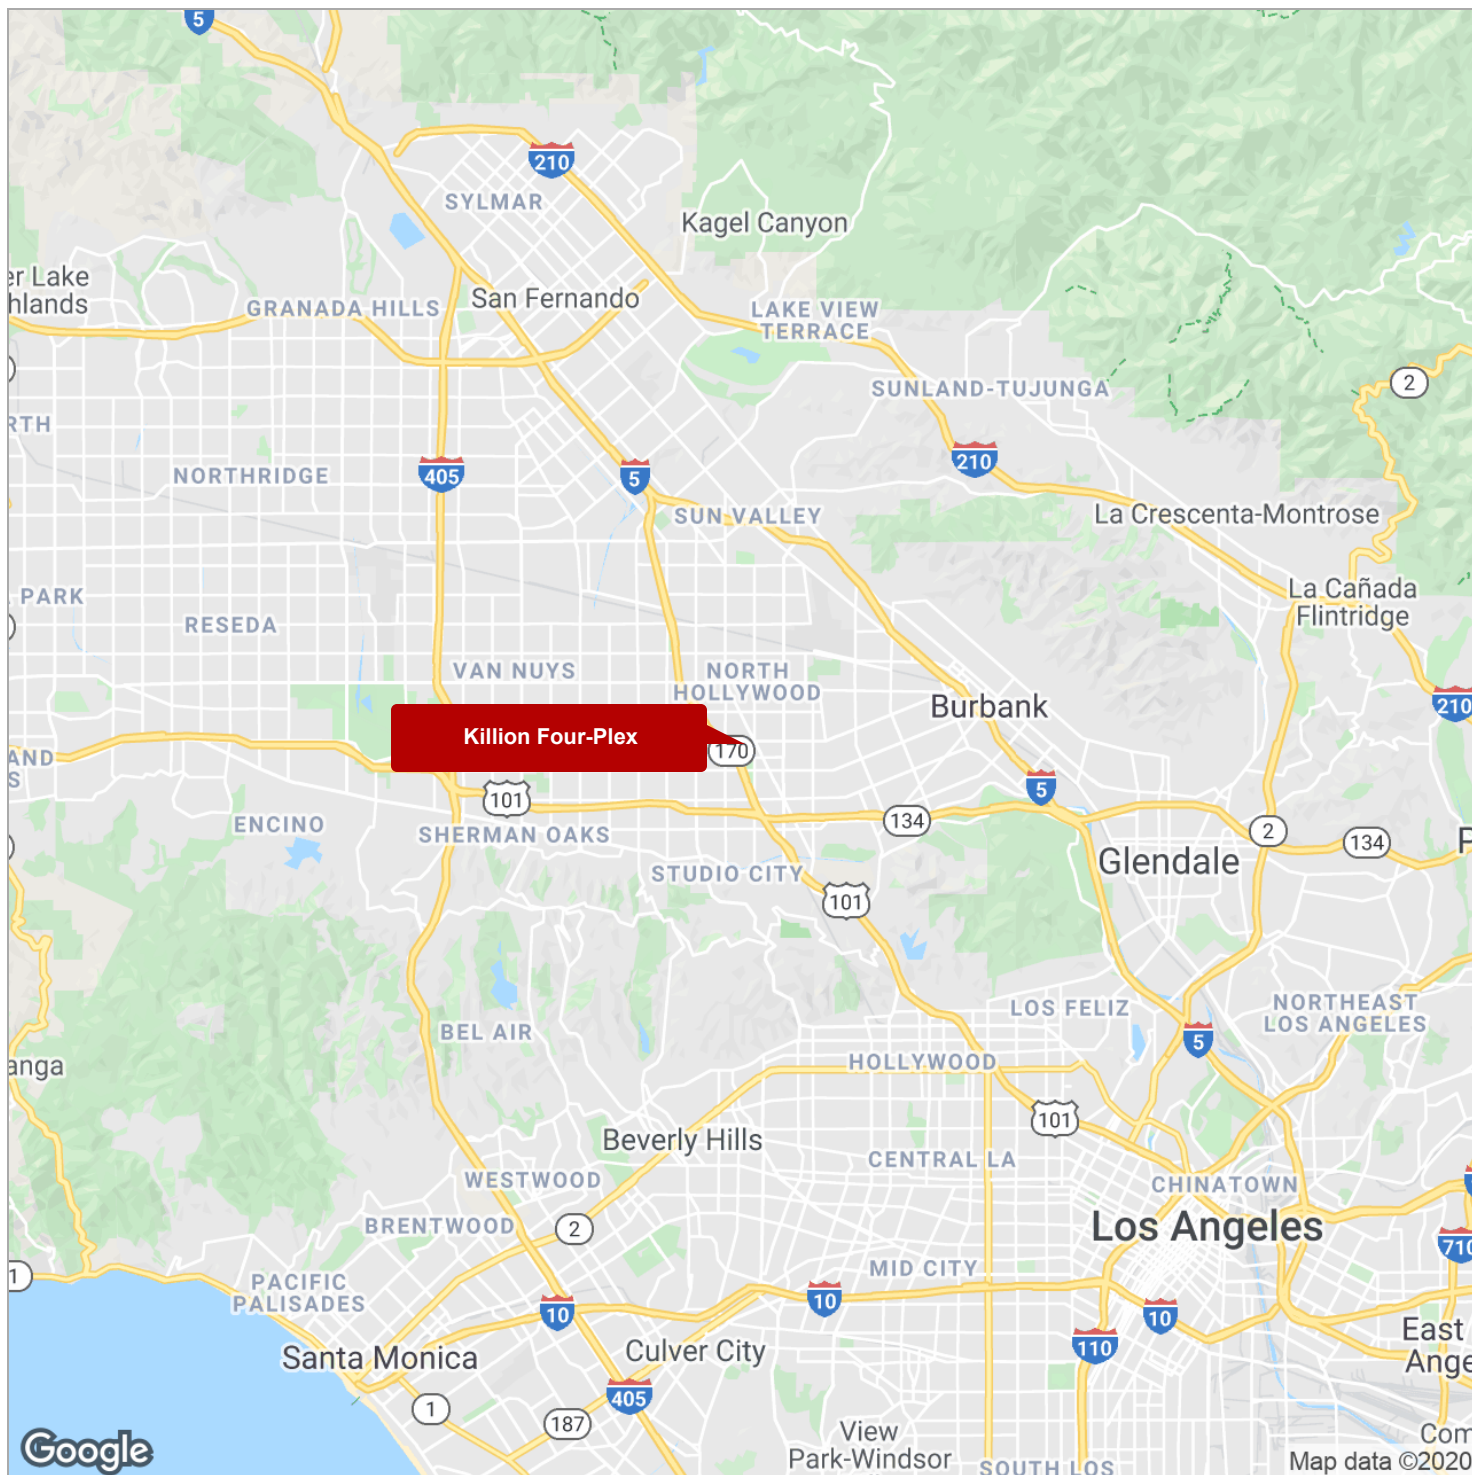 5
210
SYLMAR
Kagel Canyon
er Lake
hlands
San Fernando
GRANADA HILLS
LAKE VIEW
TERRACE
2
SUNLAND-TUJUNGA
RTH
NORTHRIDGE
405
5
210
SUN VALLEY
La Crescenta-Montrose
PARK
La Cañada
Flintridge
RESEDA
VAN NUYS
NORTH
HOLLYWOOD
Burbank
210
Killion Four-Plex
170
AND
S
101
5
ENCINO
SHERMAN OAKS
134
2
134
P
Glendale
STUDIO CITY
101
LOS FELIZ
NORTHEAST
LOS ANGELES
BEL AIR
5
HOLLYWOOD
anga
101
Beverly Hills
CENTRAL LA
WESTWOOD
CHINATOWN
BRENTWOOD
2
Los Angeles
710
1
PACIFIC
PALISADES
MID CITY
10
10
10
110
East
Ange
Santa Monica
Culver City
405
1
187
View
Park-Windsor
Com
SOUTH LOS
Google
Map data ©2020